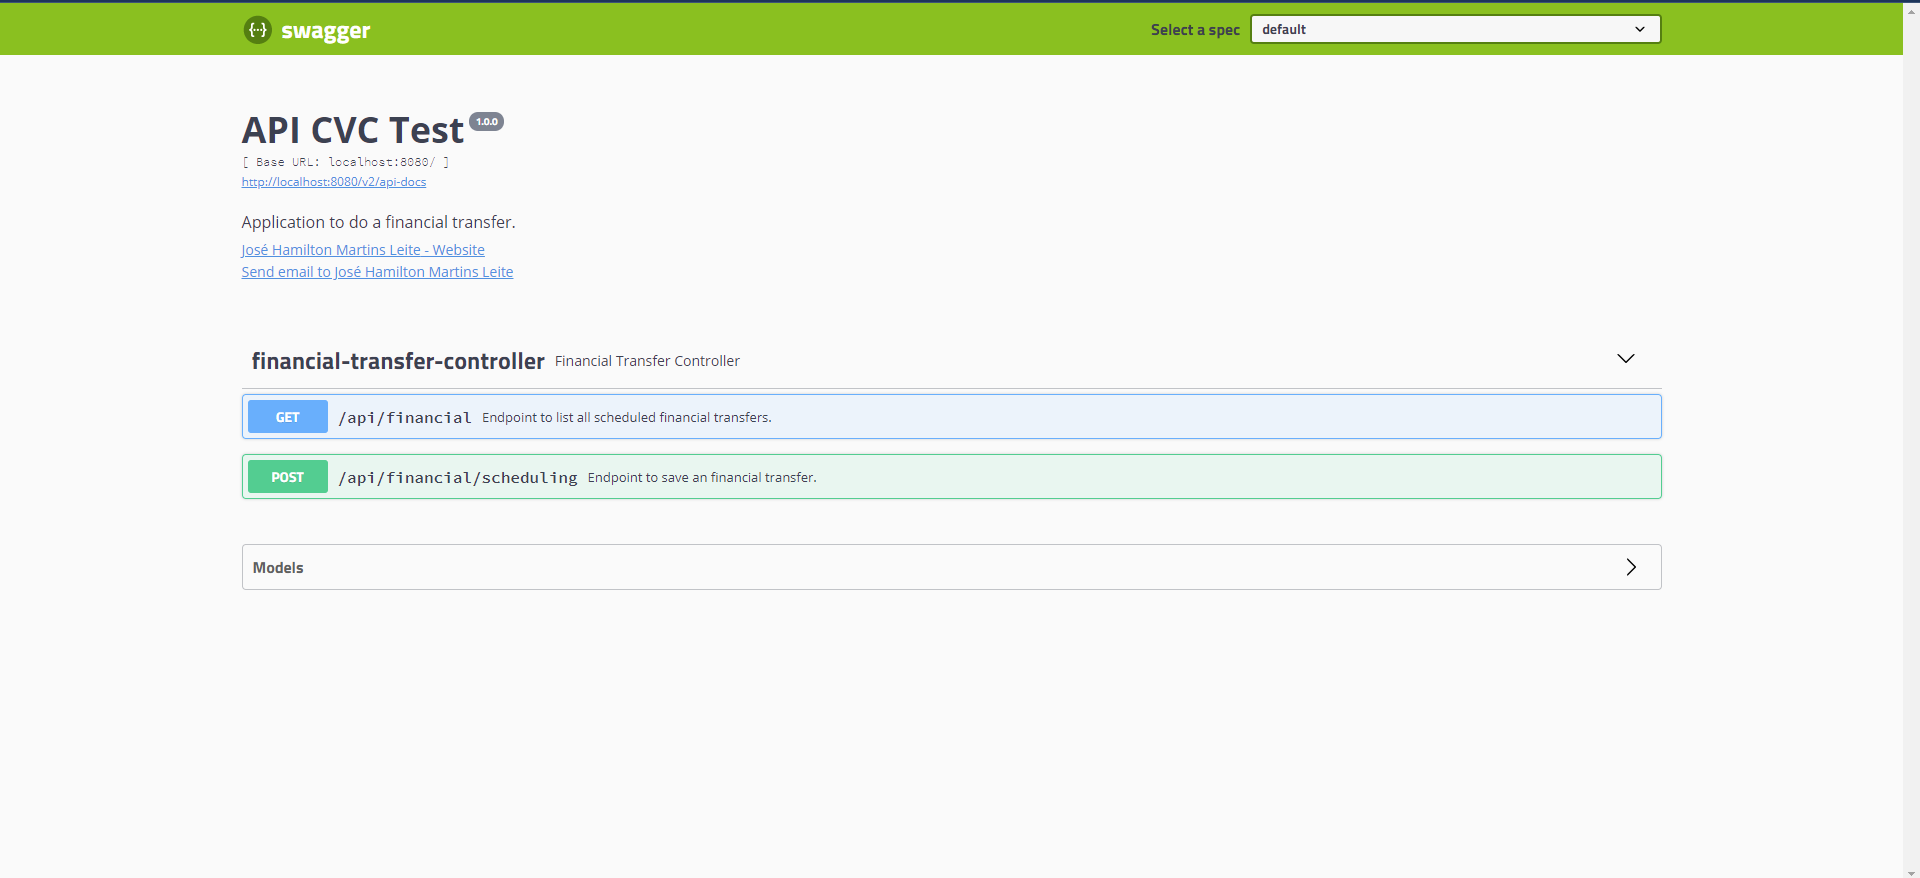 {··} swagger
Select a spec
default
API CVC Test 1.0.0
[ Base URL: localhost:8080/ ]
http://localhost:8080/v2/api-docs
Application to do a financial transfer.
José Hamilton Martins Leite - Website
Send email to José Hamilton Martins Leite
financial-transfer-controller Financial Transfer Controller
GET /api/financial Endpoint to list all scheduled financial transfers.
POST /api/financial/scheduling Endpoint to save an financial transfer.
Models